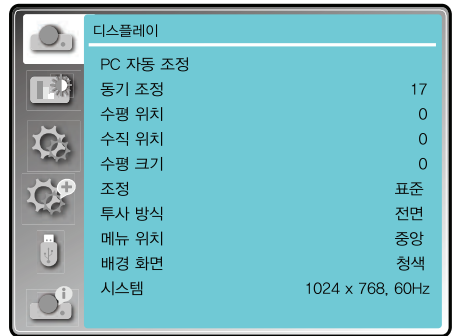 디스플레이
PC 자동 조정
동기 조정 17
수평 위치 0
수직 위치 0
수평 크기 0
조정 표준
투사 방식 전면
메뉴 위치 중앙
배경 화면 청색
시스템 1024 x 768, 60Hz